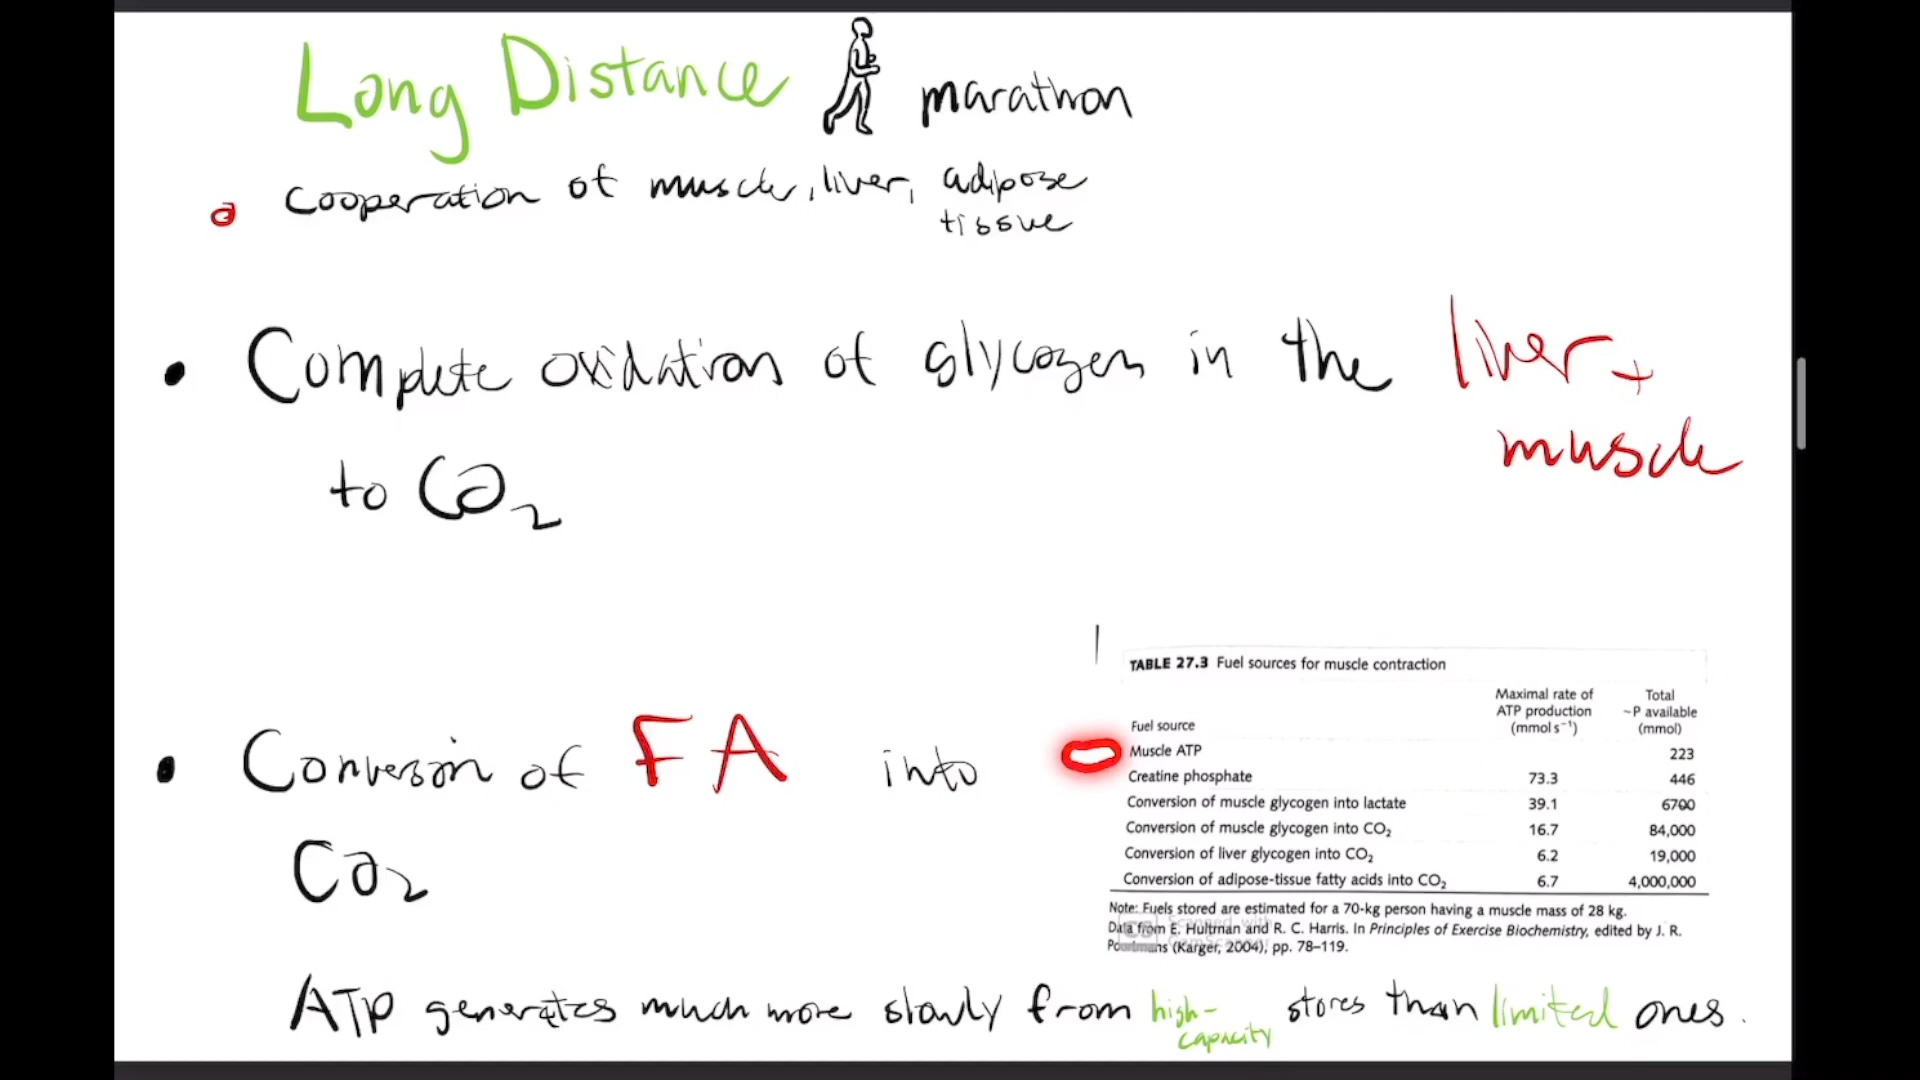 Long Distance marathon
cooperation of muscle, liver, adipose tissue
Complete oxidation of glycogen in the liver + muscle
to CO2
TABLE 27.3 Fuel sources for muscle contraction
Fuel source
Maximal rate of ATP production (mmol s⁻¹)
Total ~P available (mmol)
Muscle ATP 223
Creatine phosphate 73.3 446
Conversion of muscle glycogen into lactate 39.1 6700
Conversion of muscle glycogen into CO₂ 16.7 84,000
Conversion of liver glycogen into CO₂ 6.2 19,000
Conversion of adipose-tissue fatty acids into CO₂ 6.7 4,000,000
Note: Fuels stored are estimated for a 70-kg person having a muscle mass of 28 kg.
Data from E. Hultman and R. C. Harris. In Principles of Exercise Biochemistry, edited by J. R.
Poortmans (Karger, 2004), pp. 78–119.
CS Scanned with
CamScanner
Conversion of FA into
CO2
ATP generates much more slowly from high-capacity stores than limited ones.